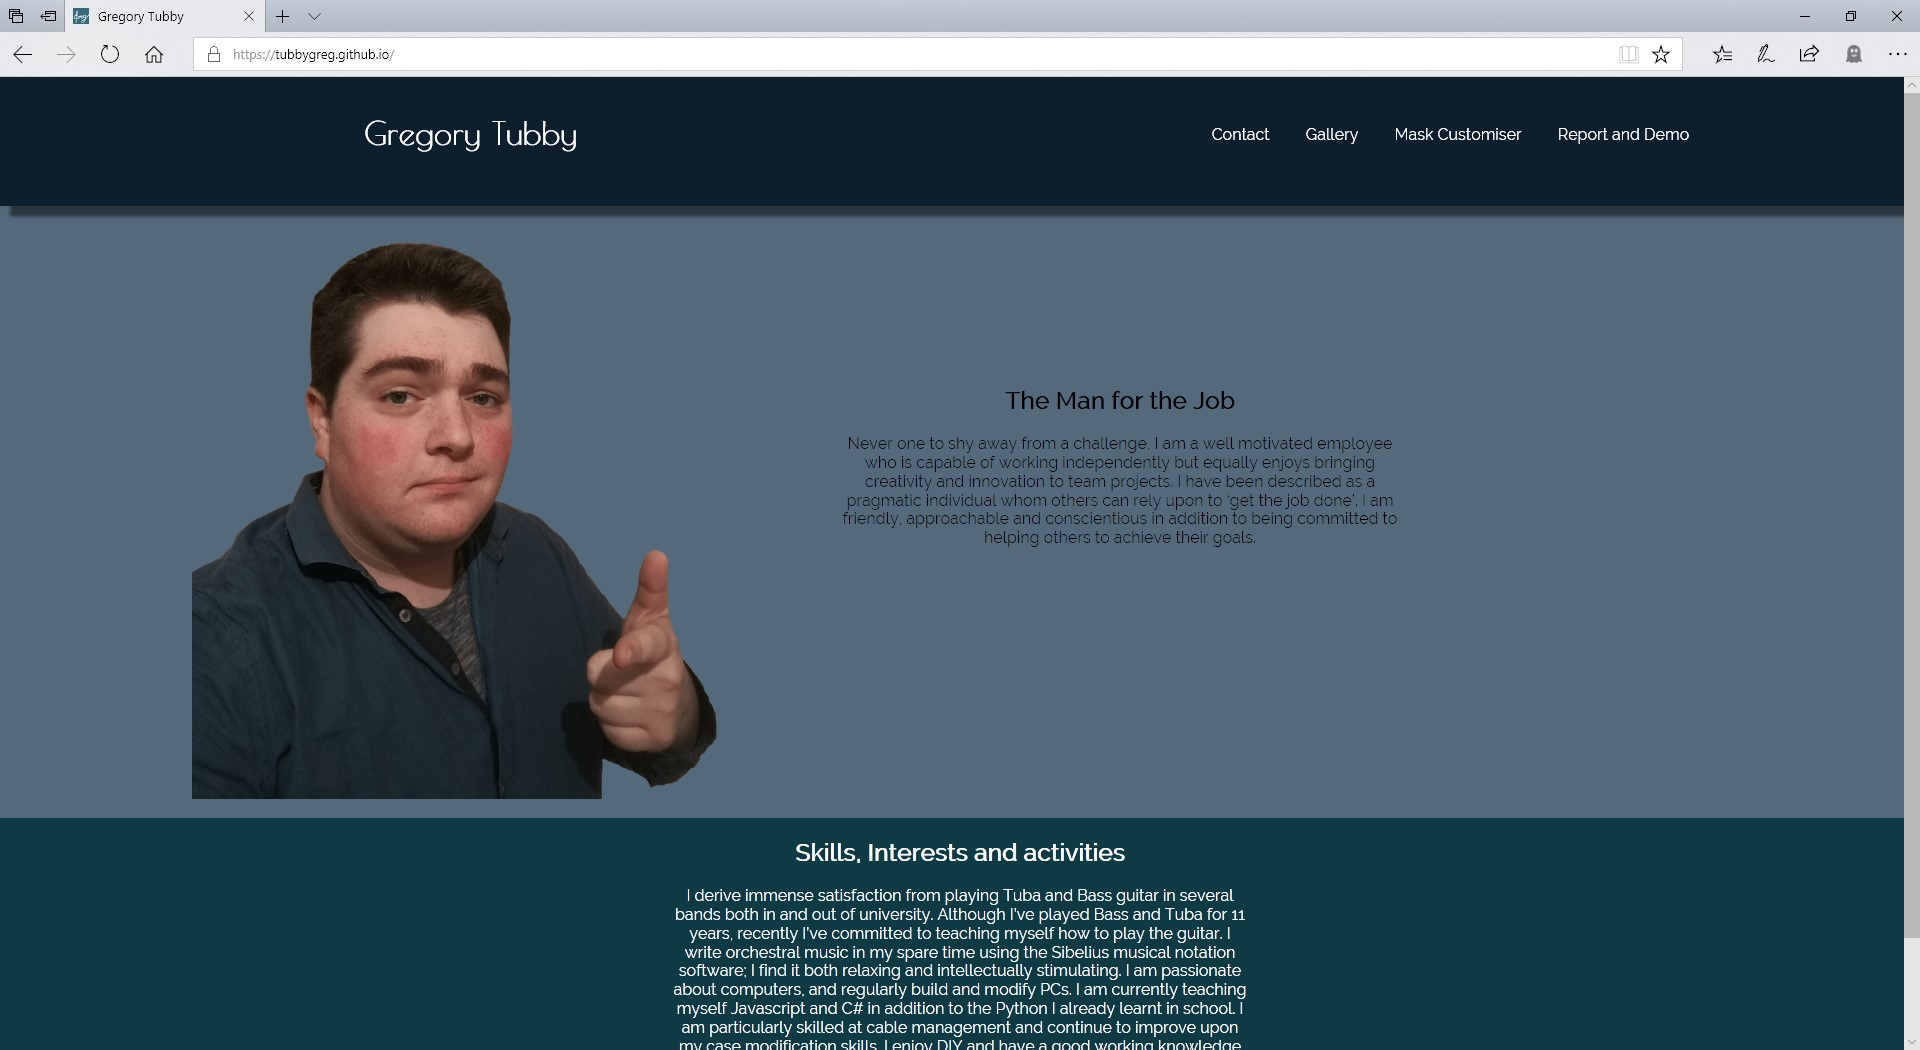 Gregory Tubby
https://tubbygreg.github.io/
Gregory Tubby
Contact Gallery Mask Customiser Report and Demo
The Man for the Job
Never one to shy away from a challenge, I am a well motivated employee
who is capable of working independently but equally enjoys bringing
creativity and innovation to team projects. I have been described as a
pragmatic individual whom others can rely upon to ‘get the job done’. I am
friendly, approachable and conscientious in addition to being committed to
helping others to achieve their goals.
Skills, Interests and activities
I derive immense satisfaction from playing Tuba and Bass guitar in several
bands both in and out of university. Although I’ve played Bass and Tuba for 11
years, recently I’ve committed to teaching myself how to play the guitar. I
write orchestral music in my spare time using the Sibelius musical notation
software; I find it both relaxing and intellectually stimulating. I am passionate
about computers, and regularly build and modify PCs. I am currently teaching
myself Javascript and C# in addition to the Python I already learnt in school. I
am particularly skilled at cable management and continue to improve upon
my case modification skills. I enjoy DIY and have a good working knowledge